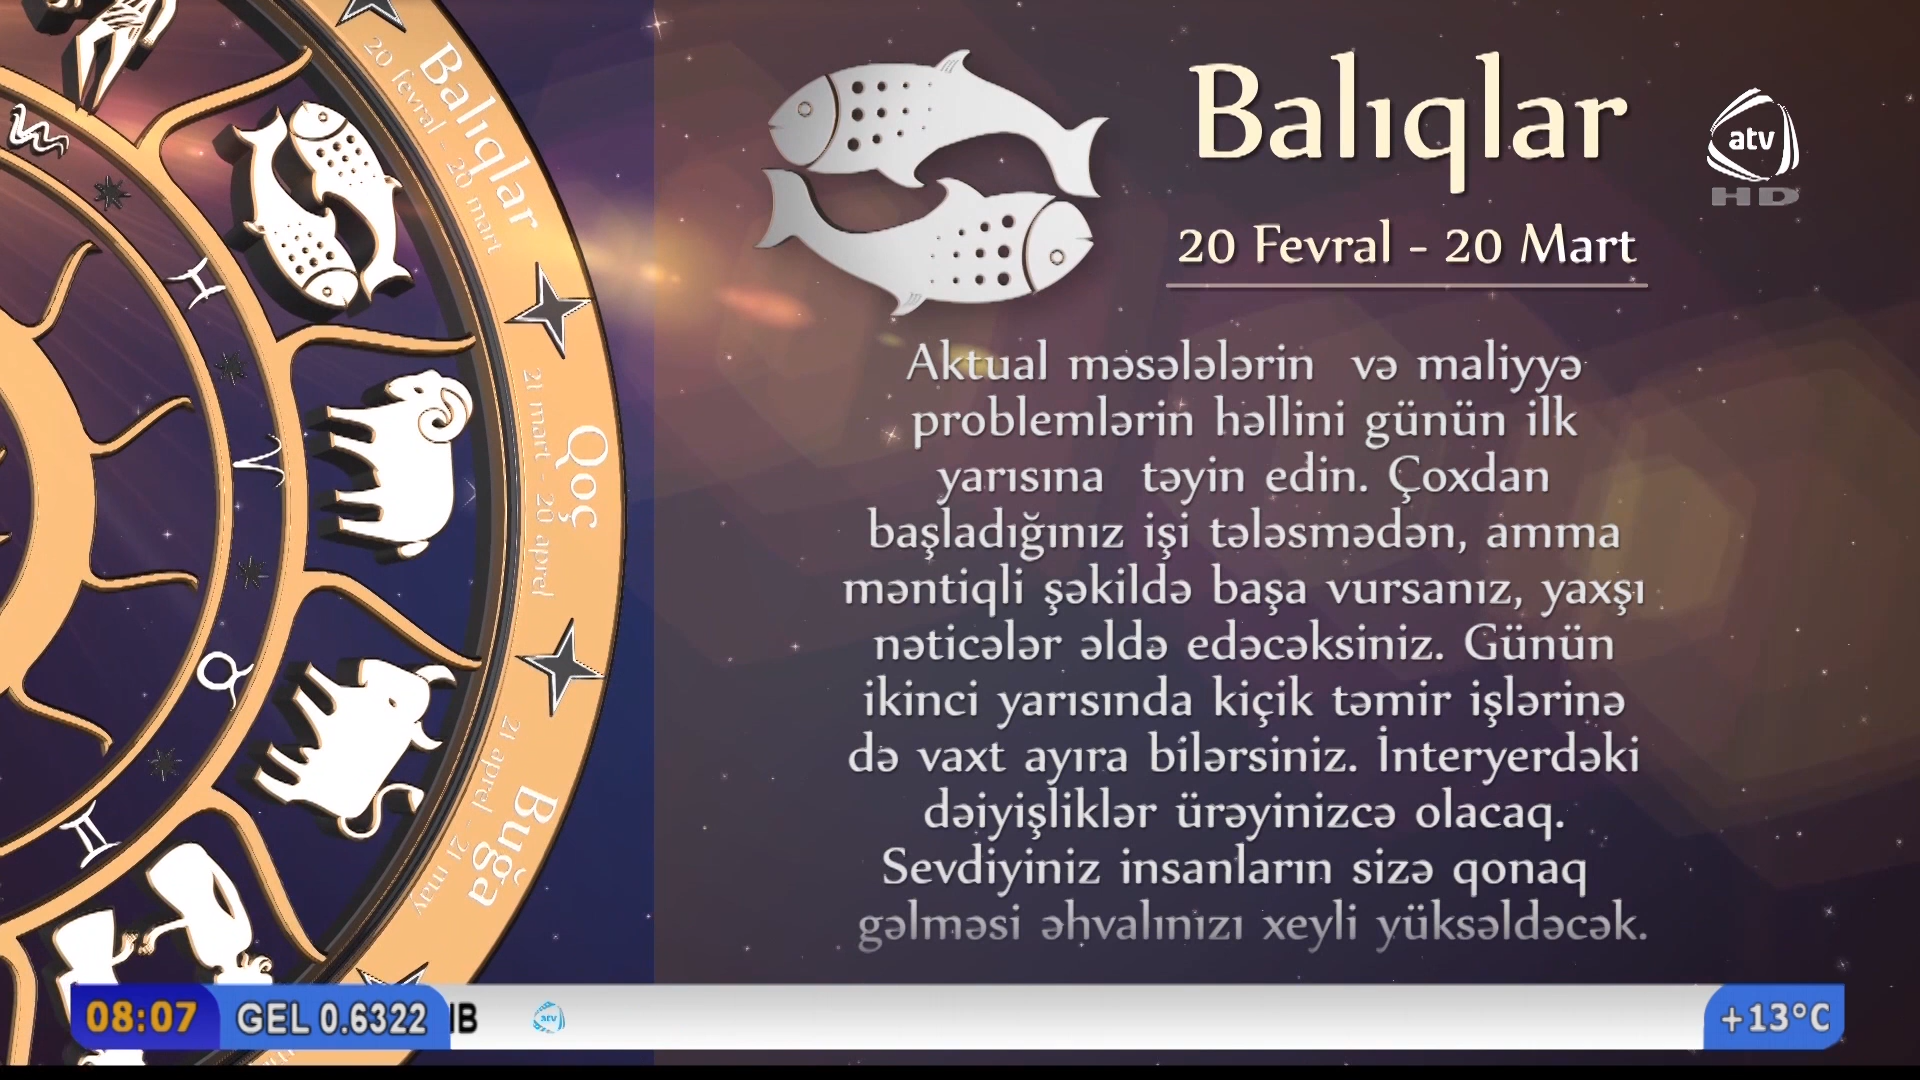 Balıqlar
20 fevral - 20 mart
Qoç
21 mart - 20 aprel
Buğa
21 aprel - 21 may
Balıqlar
20 Fevral - 20 Mart
atv
HD
Aktual məsələlərin və maliyyə
problemlərin həllini günün ilk
yarısına təyin edin. Çoxdan
başladığınız işi tələsmədən, amma
məntiqli şəkildə başa vursanız, yaxşı
nəticələr əldə edəcəksiniz. Günün
ikinci yarısında kiçik təmir işlərinə
də vaxt ayıra bilərsiniz. İnteryerdəki
dəiyişliklər ürəyinizcə olacaq.
Sevdiyiniz insanların sizə qonaq
gəlməsi əhvalınızı xeyli yüksəldəcək.
08:07 GEL 0.6322 atv +13°C